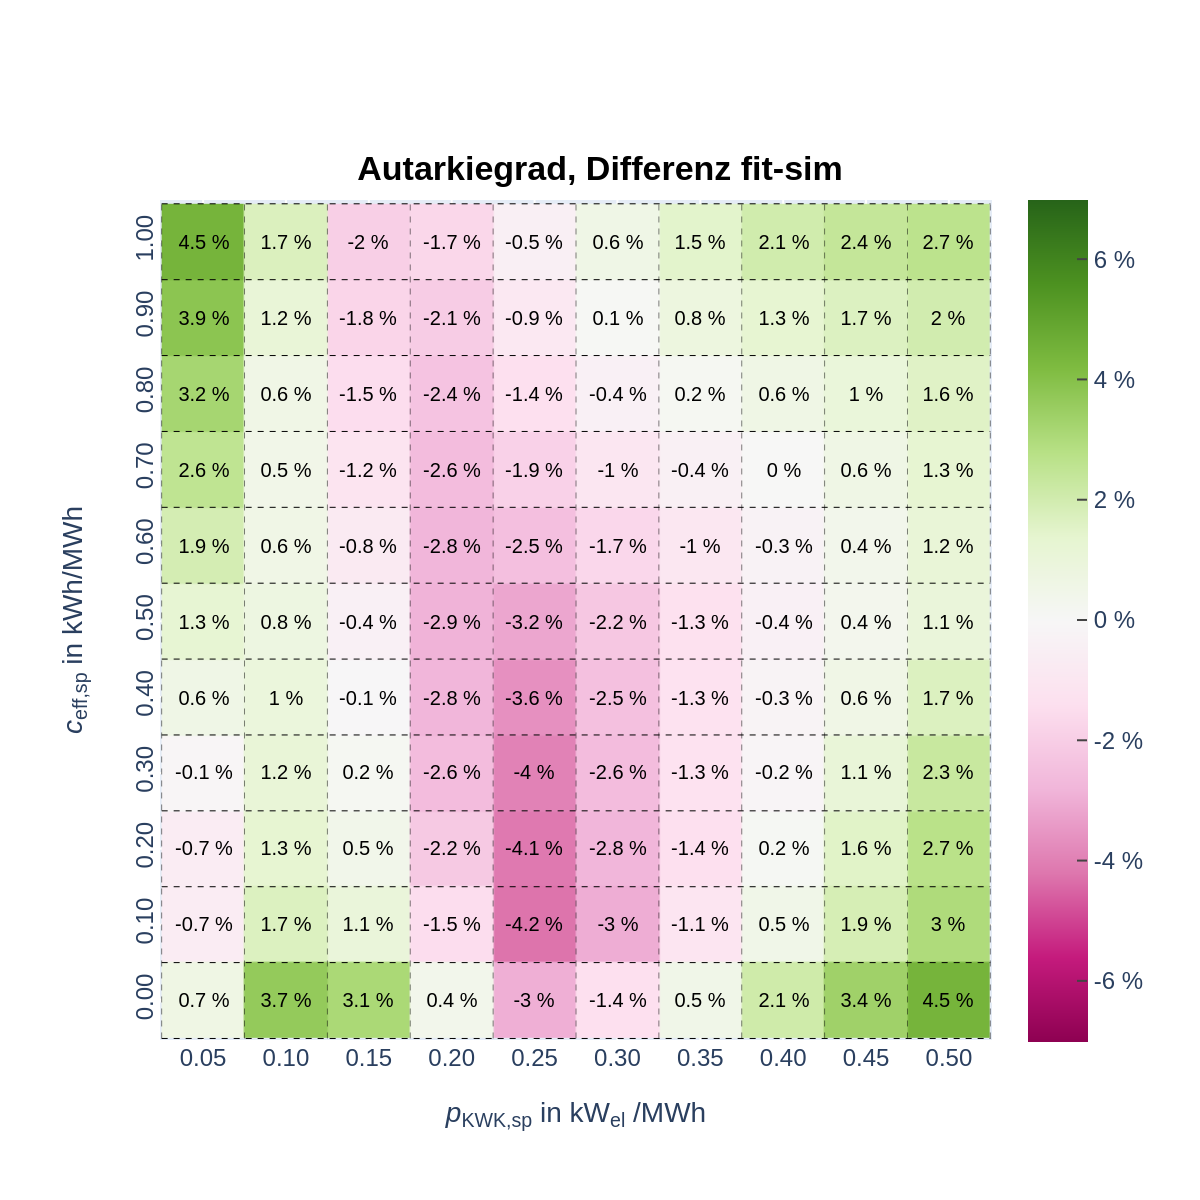 Autarkiegrad, Differenz fit-sim
1.00 4.5 % 1.7 % -2 % -1.7 % -0.5 % 0.6 % 1.5 % 2.1 % 2.4 % 2.7 %
0.90 3.9 % 1.2 % -1.8 % -2.1 % -0.9 % 0.1 % 0.8 % 1.3 % 1.7 % 2 %
0.80 3.2 % 0.6 % -1.5 % -2.4 % -1.4 % -0.4 % 0.2 % 0.6 % 1 % 1.6 %
0.70 2.6 % 0.5 % -1.2 % -2.6 % -1.9 % -1 % -0.4 % 0 % 0.6 % 1.3 %
0.60 1.9 % 0.6 % -0.8 % -2.8 % -2.5 % -1.7 % -1 % -0.3 % 0.4 % 1.2 %
0.50 1.3 % 0.8 % -0.4 % -2.9 % -3.2 % -2.2 % -1.3 % -0.4 % 0.4 % 1.1 %
0.40 0.6 % 1 % -0.1 % -2.8 % -3.6 % -2.5 % -1.3 % -0.3 % 0.6 % 1.7 %
0.30 -0.1 % 1.2 % 0.2 % -2.6 % -4 % -2.6 % -1.3 % -0.2 % 1.1 % 2.3 %
0.20 -0.7 % 1.3 % 0.5 % -2.2 % -4.1 % -2.8 % -1.4 % 0.2 % 1.6 % 2.7 %
0.10 -0.7 % 1.7 % 1.1 % -1.5 % -4.2 % -3 % -1.1 % 0.5 % 1.9 % 3 %
0.00 0.7 % 3.7 % 3.1 % 0.4 % -3 % -1.4 % 0.5 % 2.1 % 3.4 % 4.5 %
0.05 0.10 0.15 0.20 0.25 0.30 0.35 0.40 0.45 0.50
pKWK,sp in kWel /MWh
ceff,sp in kWh/MWh
6 %
4 %
2 %
0 %
-2 %
-4 %
-6 %